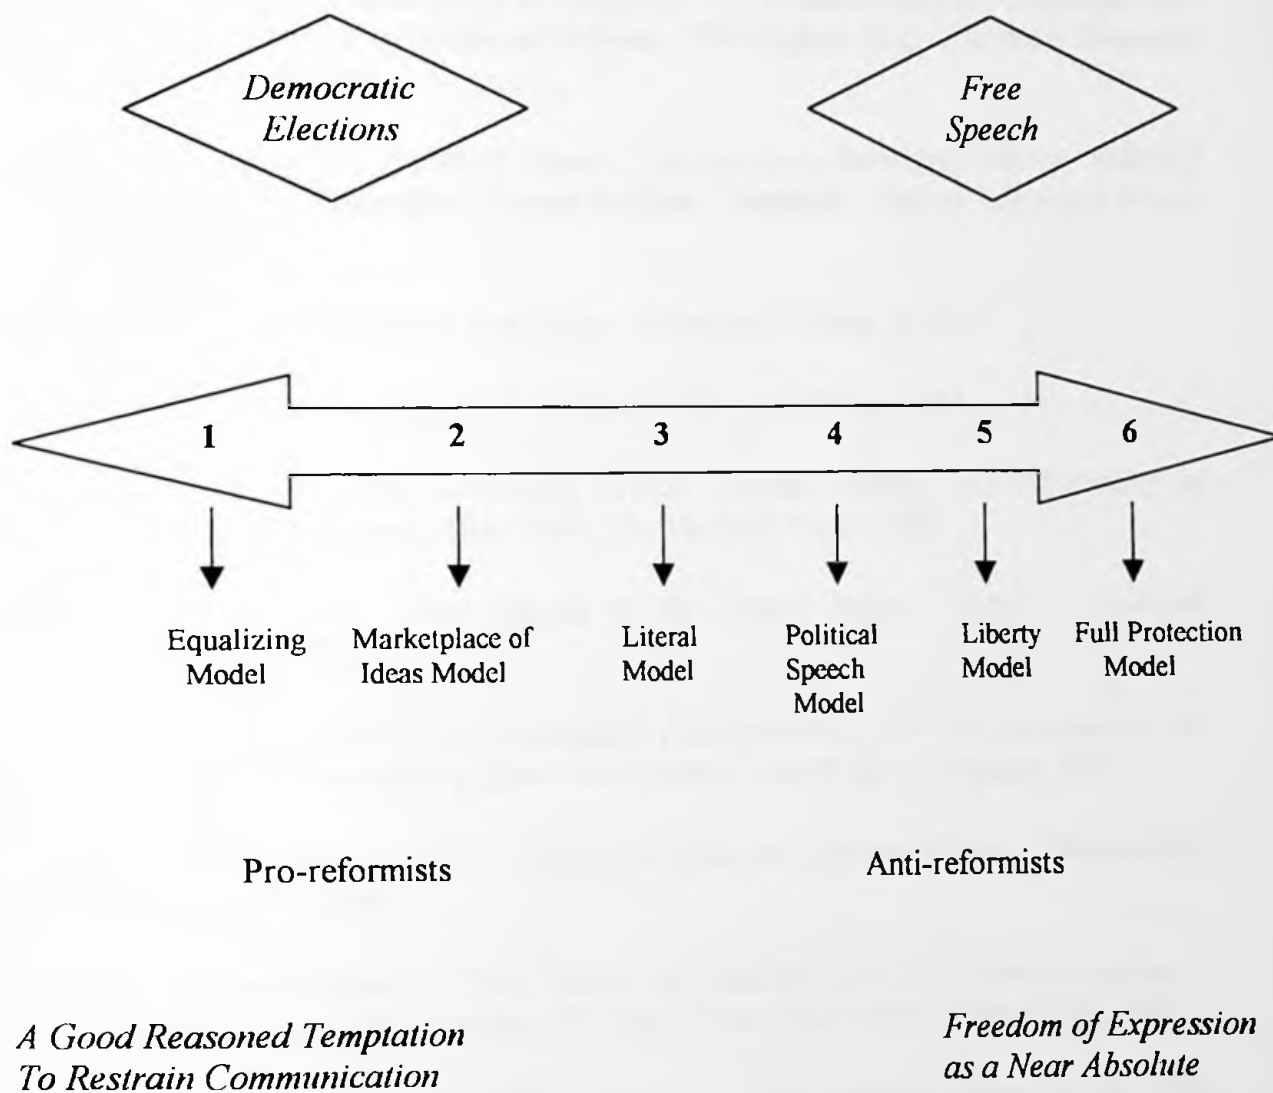 Democratic
Elections
Free
Speech
1 2 3 4 5 6
Equalizing
Model
Marketplace of
Ideas Model
Literal
Model
Political
Speech
Model
Liberty
Model
Full Protection
Model
Pro-reformists
Anti-reformists
A Good Reasoned Temptation
To Restrain Communication
Freedom of Expression
as a Near Absolute